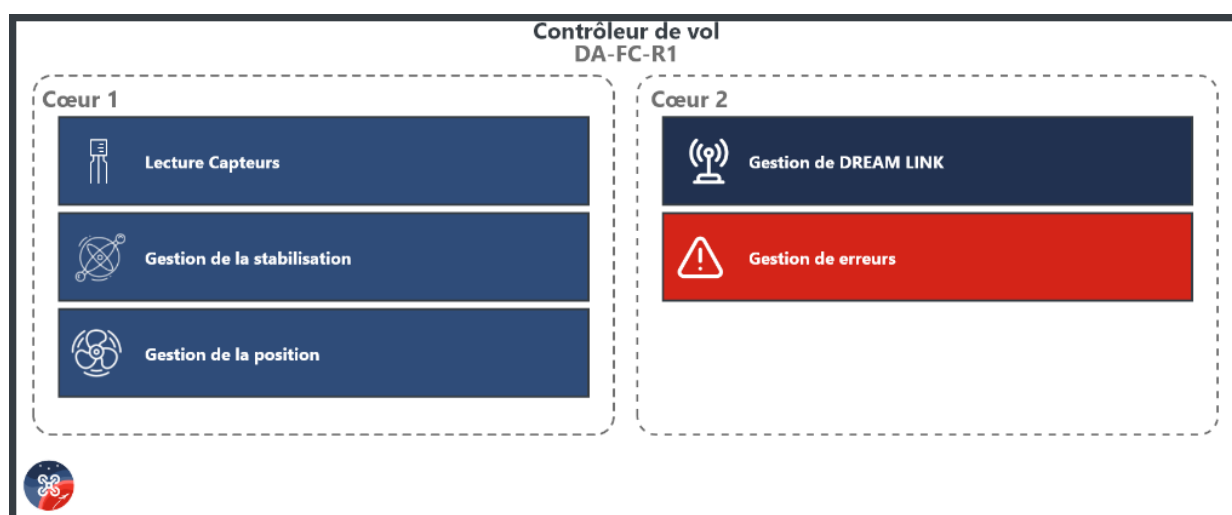 Contrôleur de vol
DA-FC-R1
Cœur 1
Lecture Capteurs
Gestion de la stabilisation
Gestion de la position
Cœur 2
Gestion de DREAM LINK
Gestion de erreurs